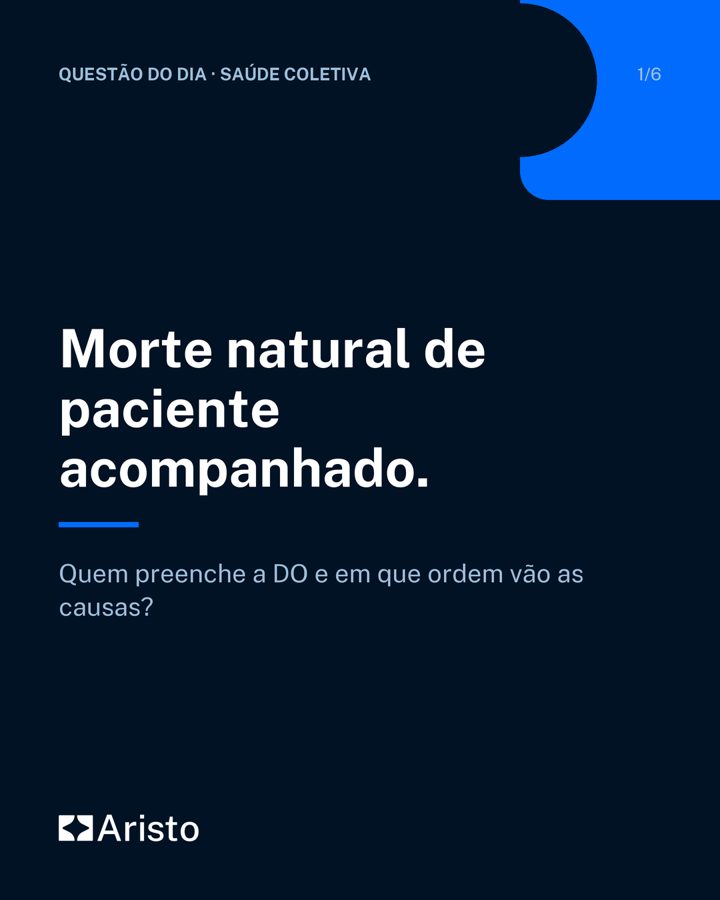 QUESTÃO DO DIA · SAÚDE COLETIVA
1/6
Morte natural de
paciente
acompanhado.
Quem preenche a DO e em que ordem vão as
causas?
Aristo